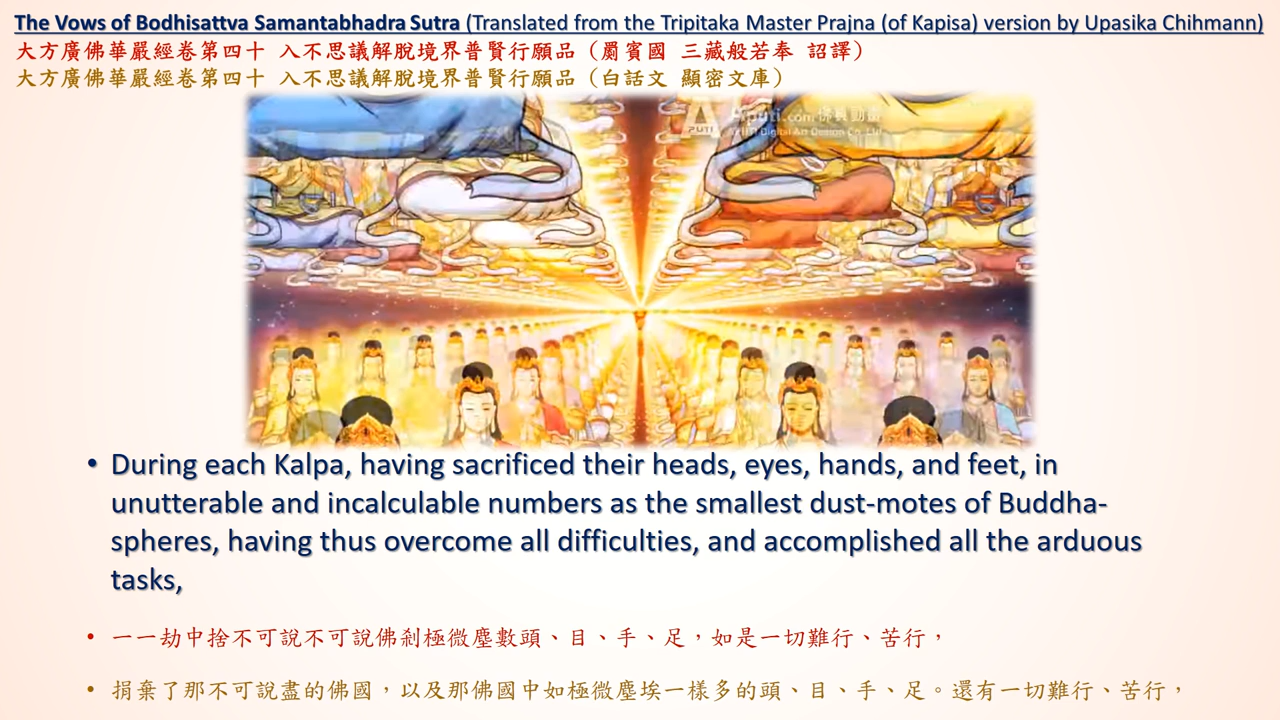 The Vows of Bodhisattva Samantabhadra Sutra (Translated from the Tripitaka Master Prajna (of Kapisa) version by Upasika Chihmann)
大方廣佛華嚴經卷第四十 入不思議解脫境界普賢行願品（罽賓國 三藏般若奉 詔譯）
大方廣佛華嚴經卷第四十 入不思議解脫境界普賢行願品（白話文 顯密文庫）
• During each Kalpa, having sacrificed their heads, eyes, hands, and feet, in
unutterable and incalculable numbers as the smallest dust-motes of Buddha-
spheres, having thus overcome all difficulties, and accomplished all the arduous
tasks,
• 一一劫中捨不可說不可說佛剎極微塵數頭、目、手、足，如是一切難行、苦行，
• 捐棄了那不可說盡的佛國，以及那佛國中如極微塵埃一樣多的頭、目、手、足。還有一切難行、苦行，